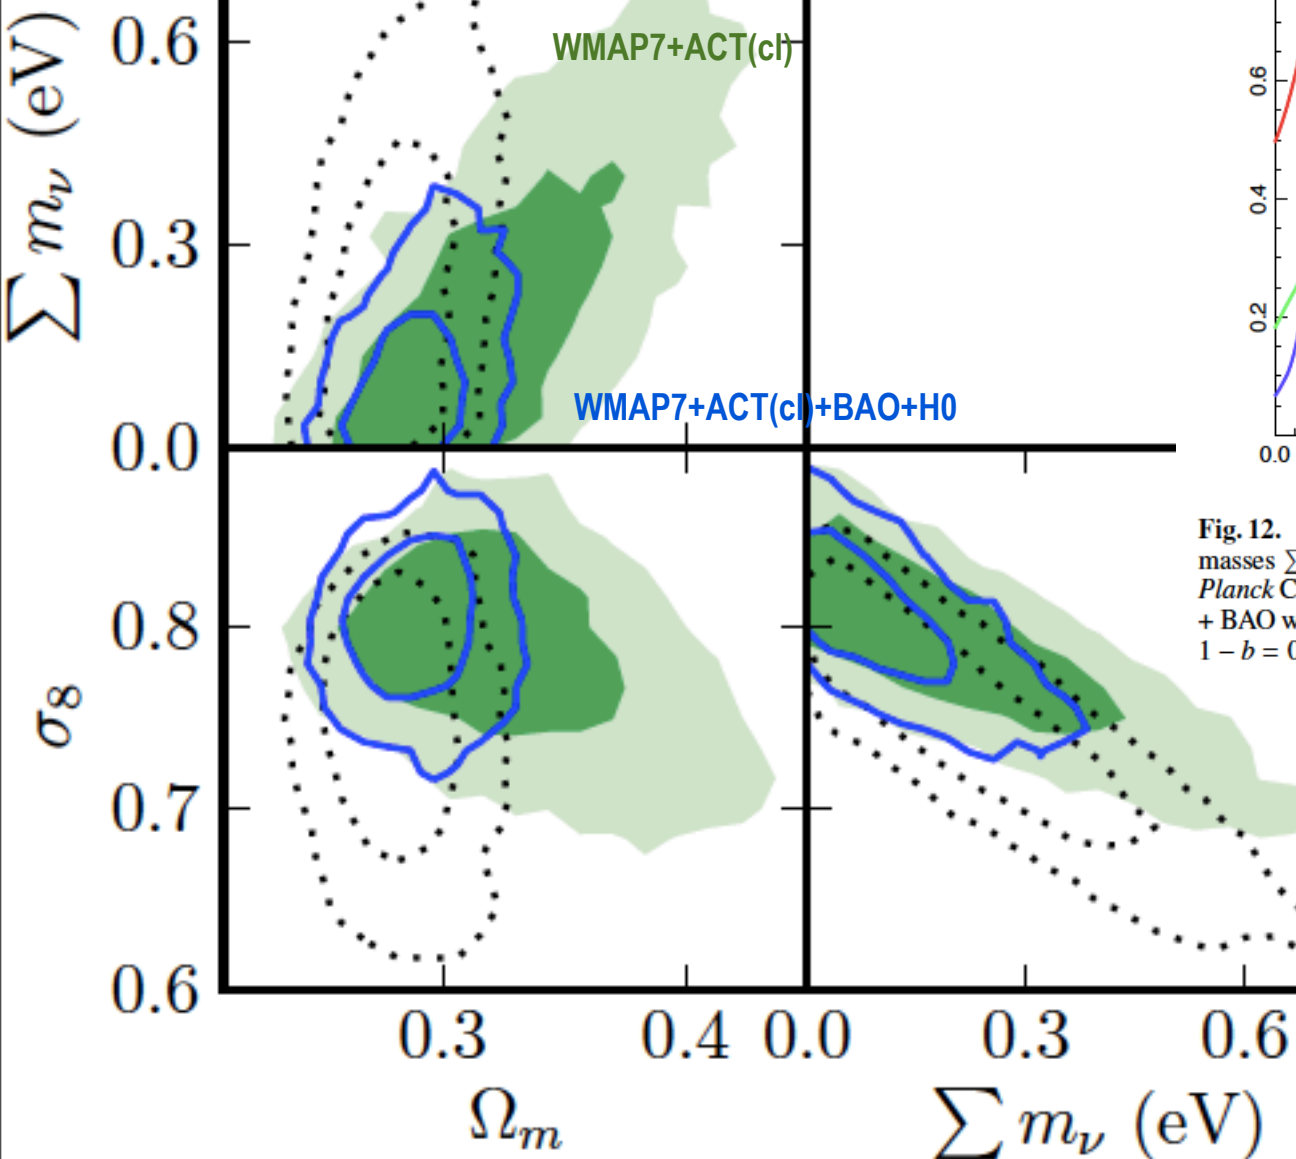 ∑ mν (eV)
0.6
0.3
0.0
WMAP7+ACT(cl)
WMAP7+ACT(cl)+BAO+H0
σ8
0.8
0.7
0.6
0.3
0.4
0.0
0.3
0.6
Ωm
∑ mν (eV)
0.6
0.4
0.2
0.0
Fig. 12.
masses ∑
Planck C
+ BAO w
1 − b = 0